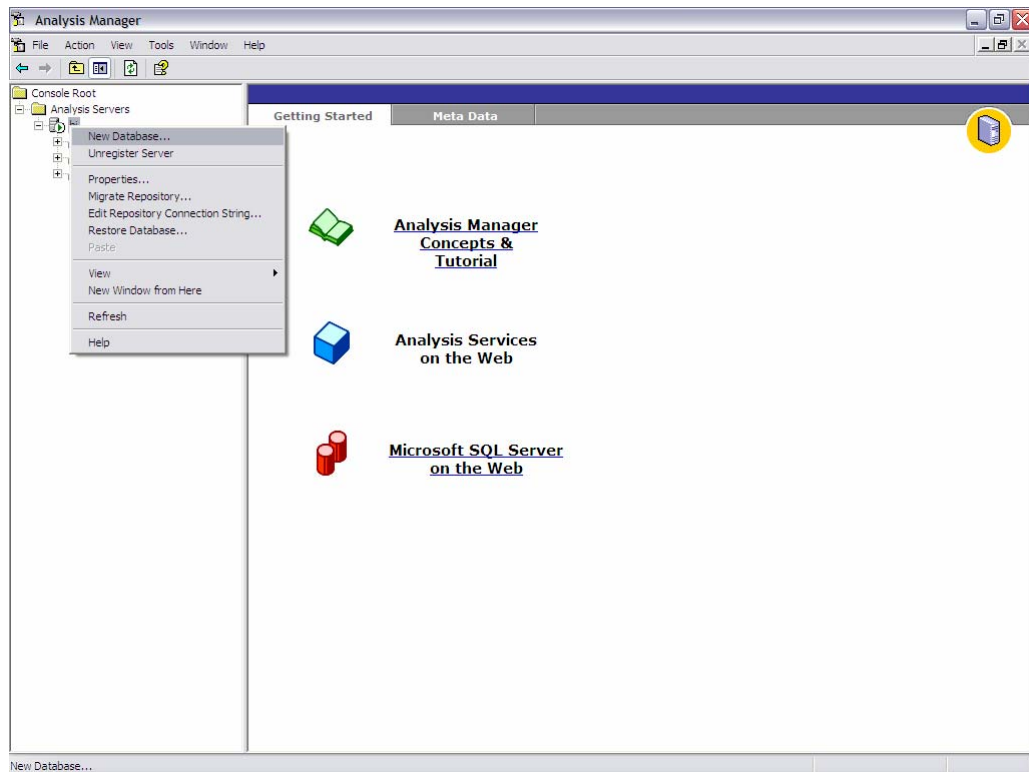 Analysis Manager
File Action View Tools Window Help
Console Root
Analysis Servers
Getting Started Meta Data
New Database...
Unregister Server
Properties...
Migrate Repository...
Edit Repository Connection String...
Restore Database...
Paste
View
New Window from Here
Refresh
Help
Analysis Manager
Concepts &
Tutorial
Analysis Services
on the Web
Microsoft SQL Server
on the Web
New Database...